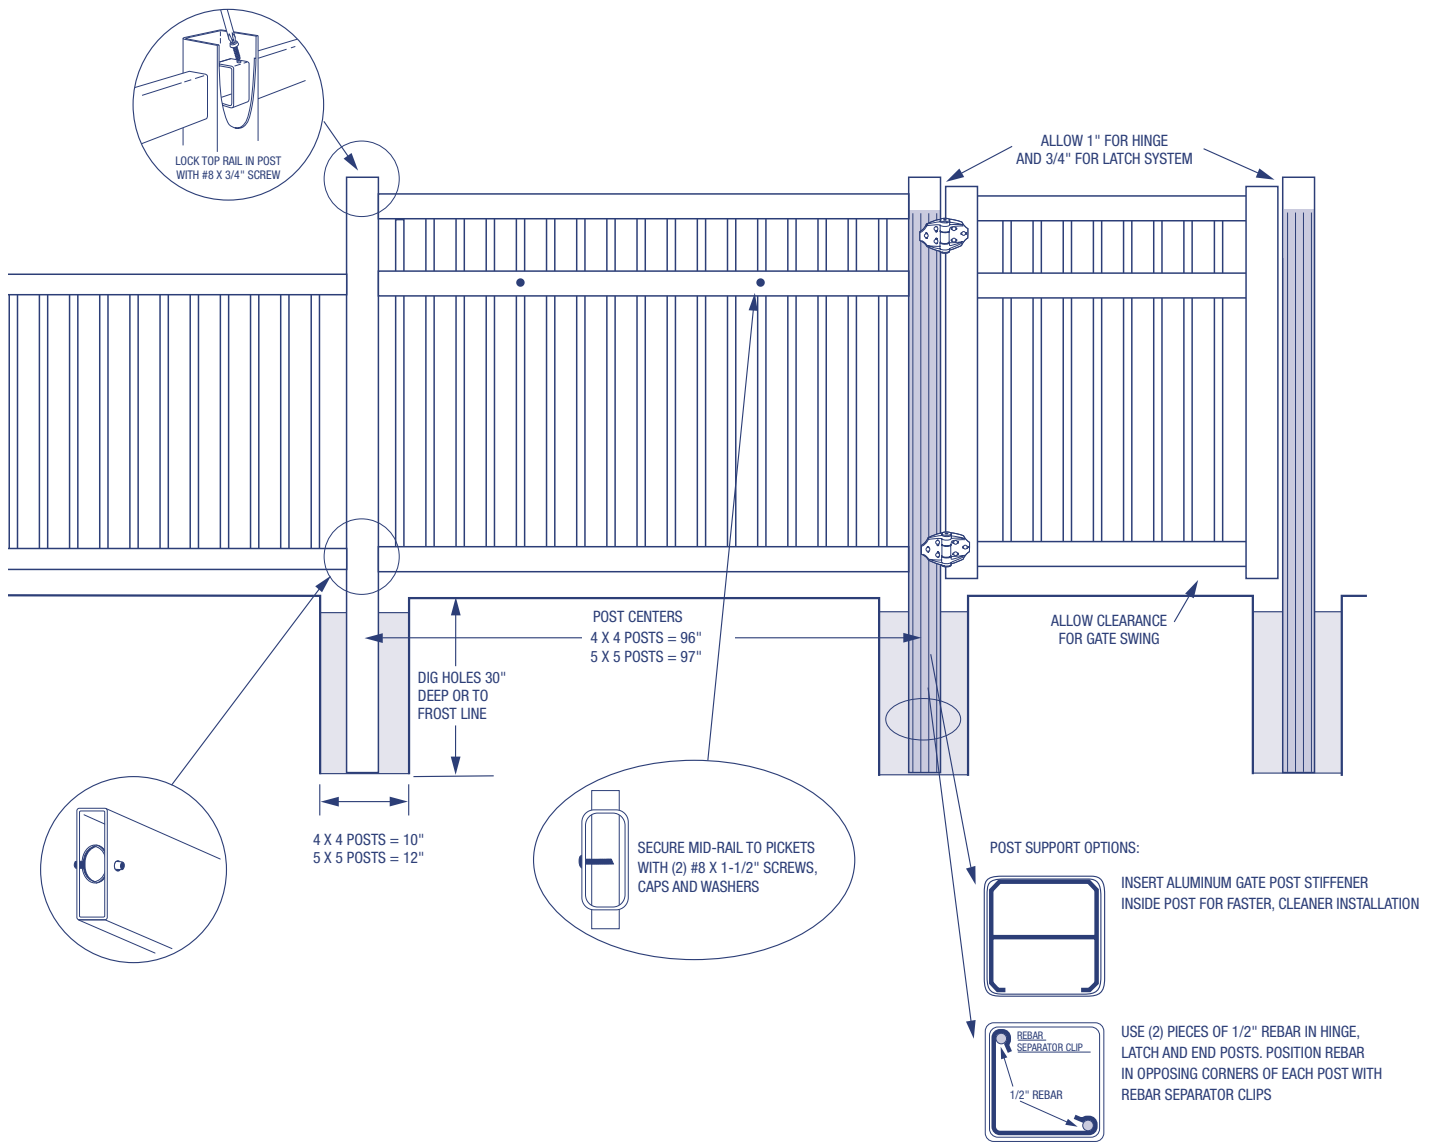 LOCK TOP RAIL IN POST
WITH #8 X 3/4" SCREW
ALLOW 1" FOR HINGE
AND 3/4" FOR LATCH SYSTEM
POST CENTERS
4 X 4 POSTS = 96"
5 X 5 POSTS = 97"
ALLOW CLEARANCE
FOR GATE SWING
DIG HOLES 30"
DEEP OR TO
FROST LINE
4 X 4 POSTS = 10"
5 X 5 POSTS = 12"
SECURE MID-RAIL TO PICKETS
WITH (2) #8 X 1-1/2" SCREWS,
CAPS AND WASHERS
POST SUPPORT OPTIONS:
INSERT ALUMINUM GATE POST STIFFENER
INSIDE POST FOR FASTER, CLEANER INSTALLATION
REBAR
SEPARATOR CLIP
1/2" REBAR
USE (2) PIECES OF 1/2" REBAR IN HINGE,
LATCH AND END POSTS. POSITION REBAR
IN OPPOSING CORNERS OF EACH POST WITH
REBAR SEPARATOR CLIPS